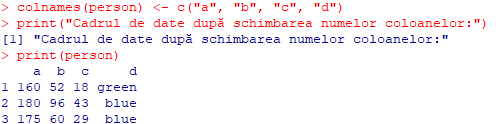 > colnames(person) <- c("a", "b", "c", "d")
> print("Cadrul de date după schimbarea numelor coloanelor:")
[1] "Cadrul de date după schimbarea numelor coloanelor:"
> print(person)
    a  b  c     d
1 160 52 18 green
2 180 96 43  blue
3 175 60 29  blue